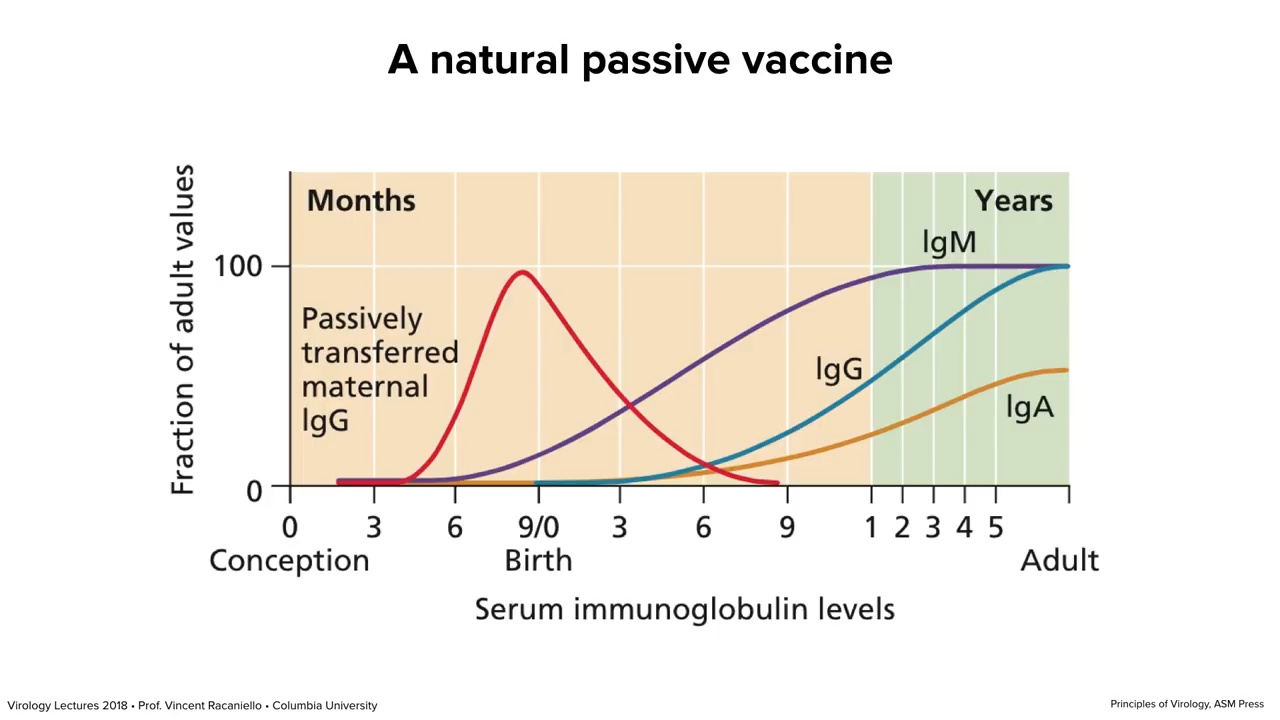 A natural passive vaccine
Fraction of adult values
Months
Years
IgM
100
Passively
transferred
maternal
IgG
IgG
IgA
0
0 3 6 9/0 3 6 9 1 2 3 4 5
Conception Birth Adult
Serum immunoglobulin levels
Virology Lectures 2018 • Prof. Vincent Racaniello • Columbia University
Principles of Virology, ASM Press